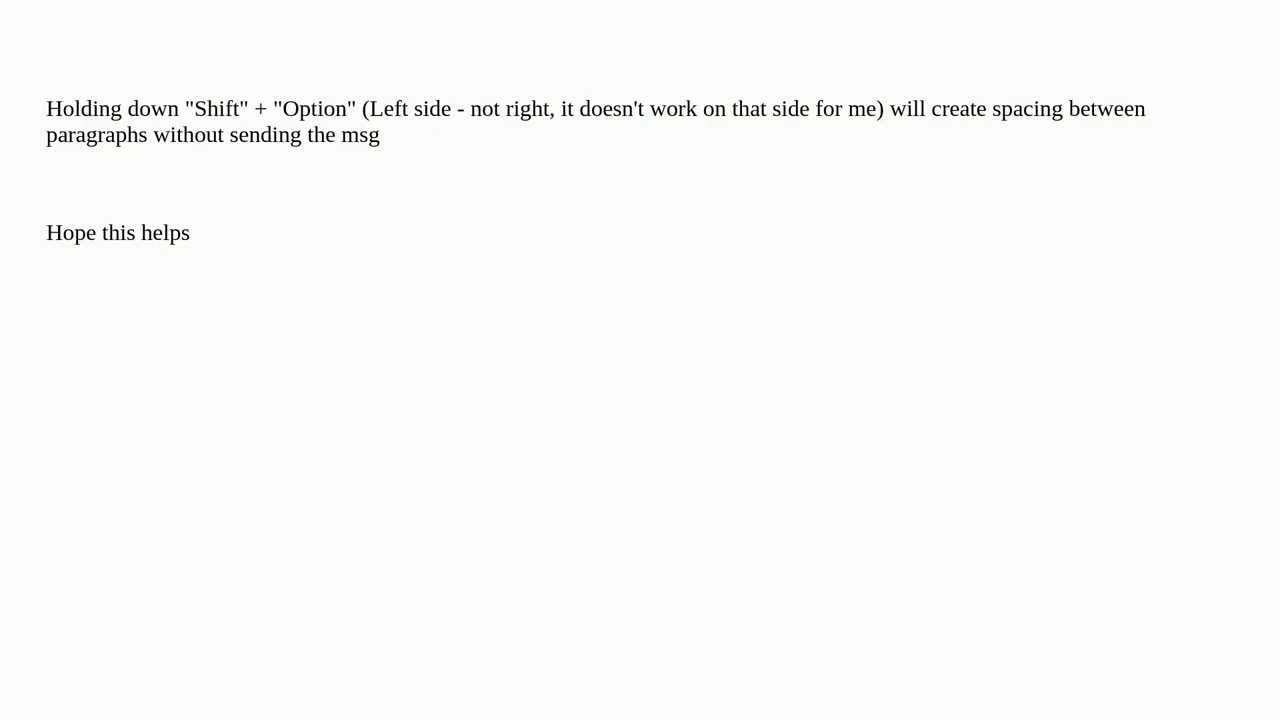 Holding down "Shift" + "Option" (Left side - not right, it doesn't work on that side for me) will create spacing between
paragraphs without sending the msg
Hope this helps